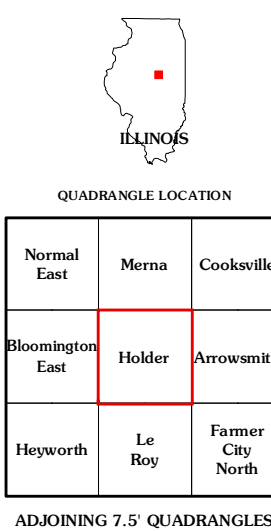 ILLINOIS
QUADRANGLE LOCATION
Normal
East
Merna
Cooksville
Bloomington
East
Holder
Arrowsmit
Heyworth
Le
Roy
Farmer
City
North
ADJOINING 7.5' QUADRANGLES